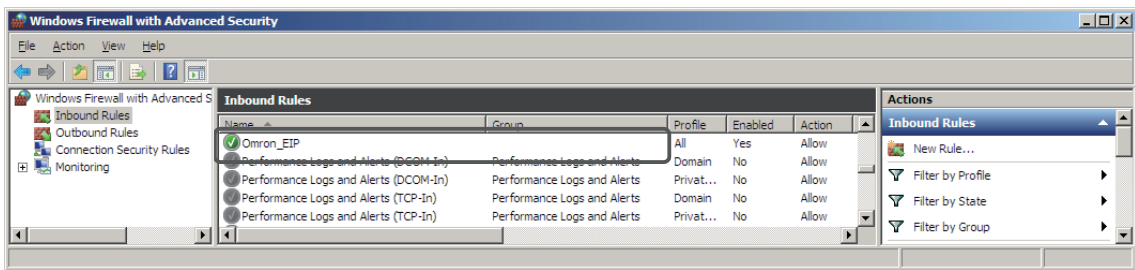 Windows Firewall with Advanced Security
File Action View Help
Windows Firewall with Advanced S
Inbound Rules
Outbound Rules
Connection Security Rules
Monitoring
Inbound Rules
Name Group Profile Enabled Action
Omron_EIP All Yes Allow
Performance Logs and Alerts (DCOM-In) Performance Logs and Alerts Domain No Allow
Performance Logs and Alerts (DCOM-In) Performance Logs and Alerts Privat... No Allow
Performance Logs and Alerts (TCP-In) Performance Logs and Alerts Domain No Allow
Performance Logs and Alerts (TCP-In) Performance Logs and Alerts Privat... No Allow
Actions
Inbound Rules
New Rule...
Filter by Profile
Filter by State
Filter by Group